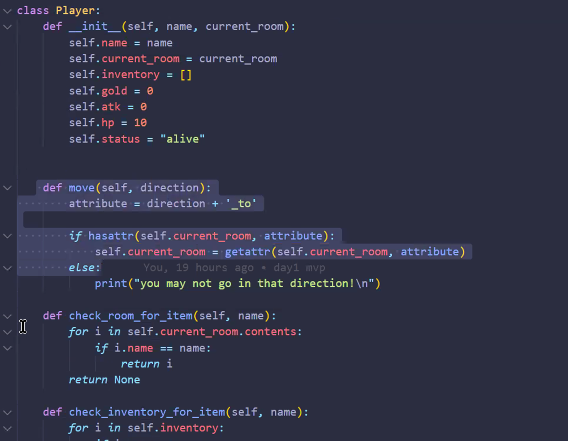 class Player:
    def __init__(self, name, current_room):
        self.name = name
        self.current_room = current_room
        self.inventory = []
        self.gold = 0
        self.atk = 0
        self.hp = 10
        self.status = "alive"
    def move(self, direction):
        attribute = direction + '_to'
        if hasattr(self.current_room, attribute):
            self.current_room = getattr(self.current_room, attribute)
        else: You, 19 hours ago • day1 mvp
            print("you may not go in that direction!\n")
    def check_room_for_item(self, name):
        for i in self.current_room.contents:
            if i.name == name:
                return i
        return None
    def check_inventory_for_item(self, name):
        for i in self.inventory: